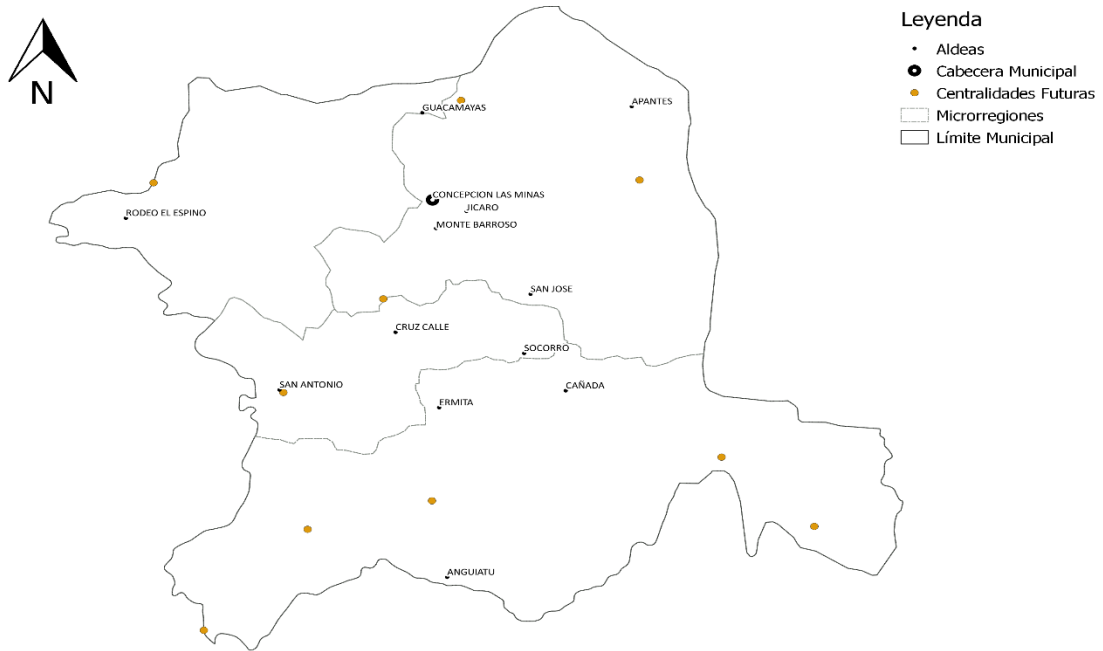 N
Leyenda
Aldeas
Cabecera Municipal
Centralidades Futuras
Microrregiones
Límite Municipal
GUACAMAYAS
APANTES
CONCEPCION LAS MINAS
JICARO
RODEO EL ESPINO
MONTE BARROSO
SAN JOSE
CRUZ CALLE
SOCORRO
SAN ANTONIO
CAÑADA
ERMITA
ANGUIATU